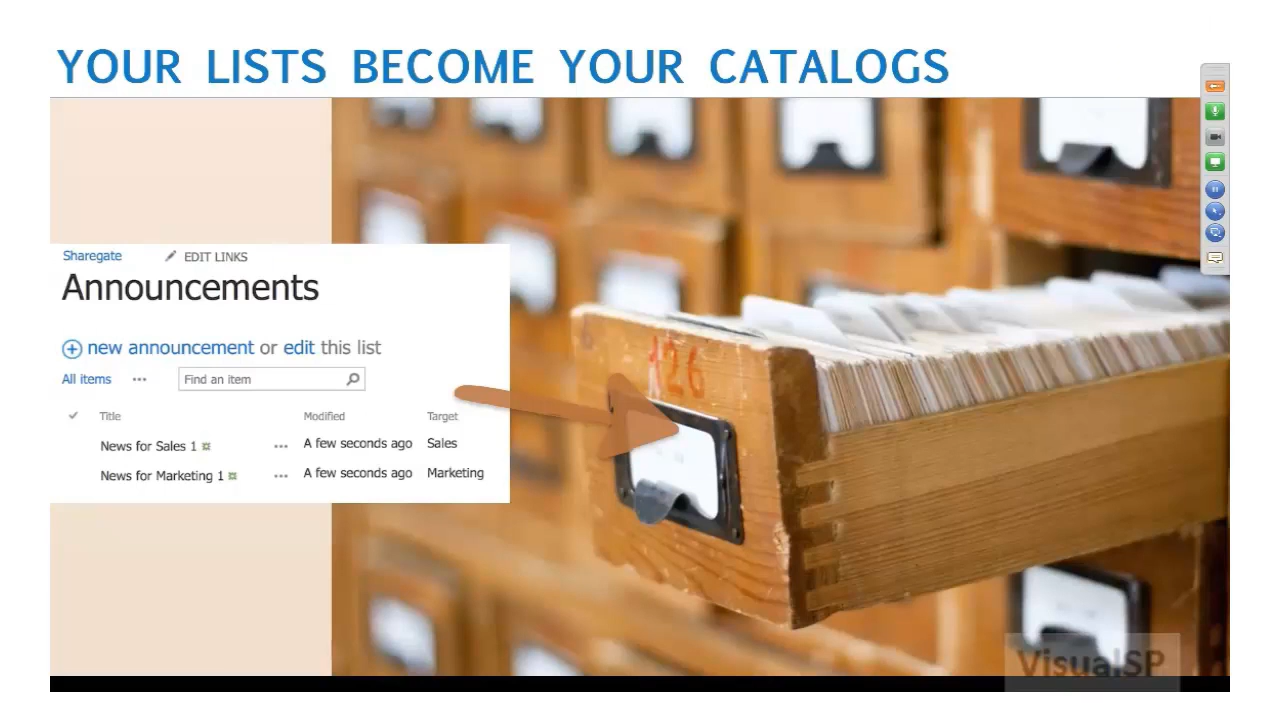 YOUR LISTS BECOME YOUR CATALOGS
Sharegate EDIT LINKS
Announcements
new announcement or edit this list
All items ... Find an item
Title Modified Target
News for Sales 1 ... A few seconds ago Sales
News for Marketing 1 ... A few seconds ago Marketing
126
VisualSP